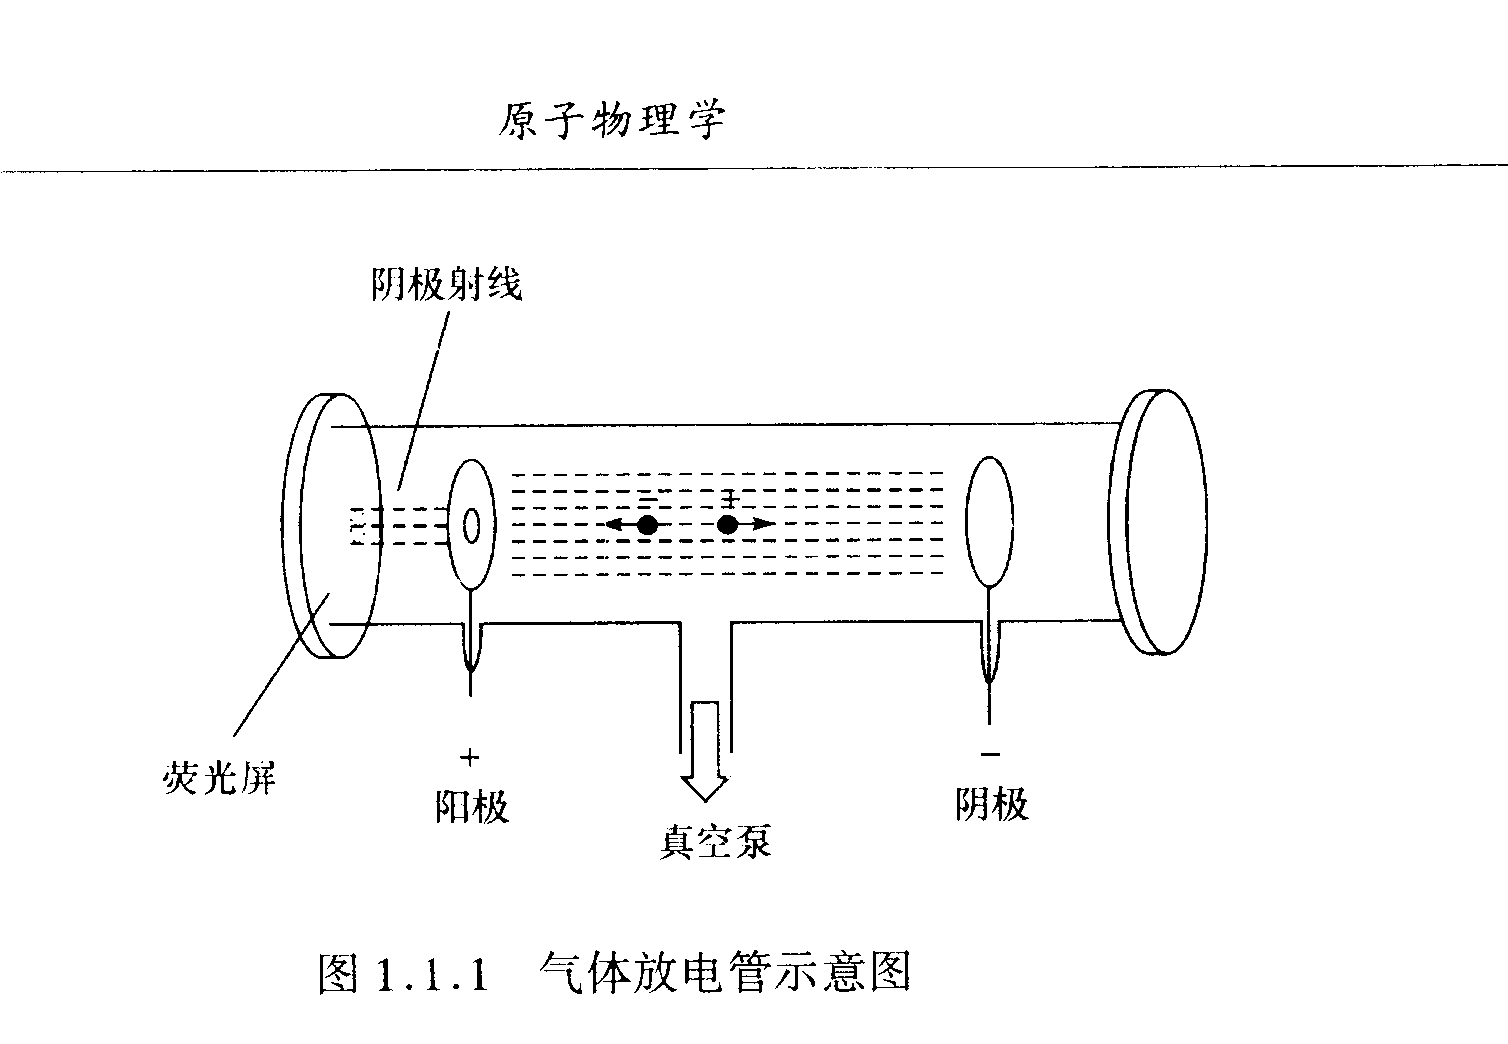 原子物理学
阴极射线
- +
荧光屏
+
阳极
真空泵
-
阴极
图 1.1.1 气体放电管示意图